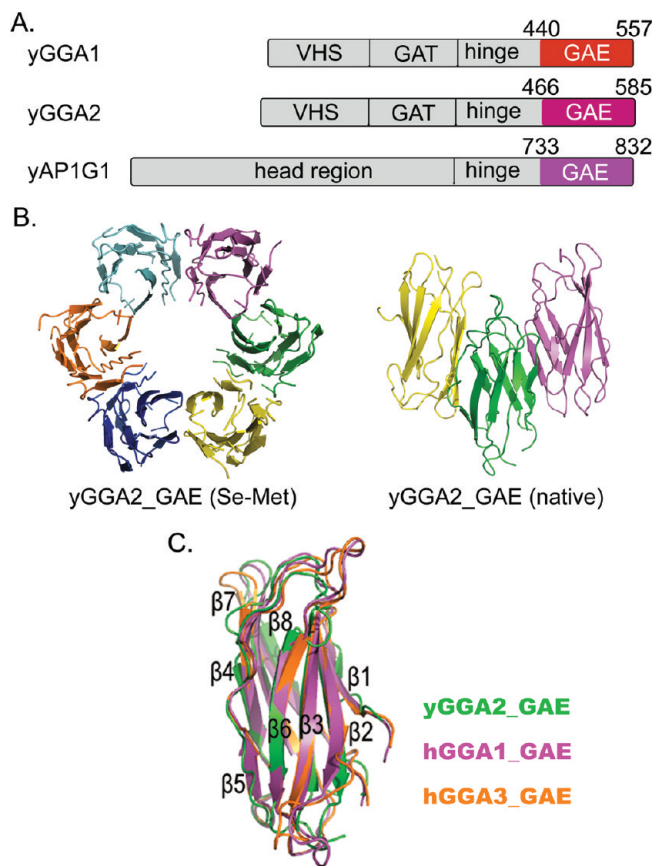 A.
440 557
yGGA1 VHS GAT hinge GAE
466 585
yGGA2 VHS GAT hinge GAE
733 832
yAP1G1 head region hinge GAE
B.
yGGA2_GAE (Se-Met) yGGA2_GAE (native)
C.
β7
β8
β4 β1
β6 β3 β2
β5
yGGA2_GAE
hGGA1_GAE
hGGA3_GAE